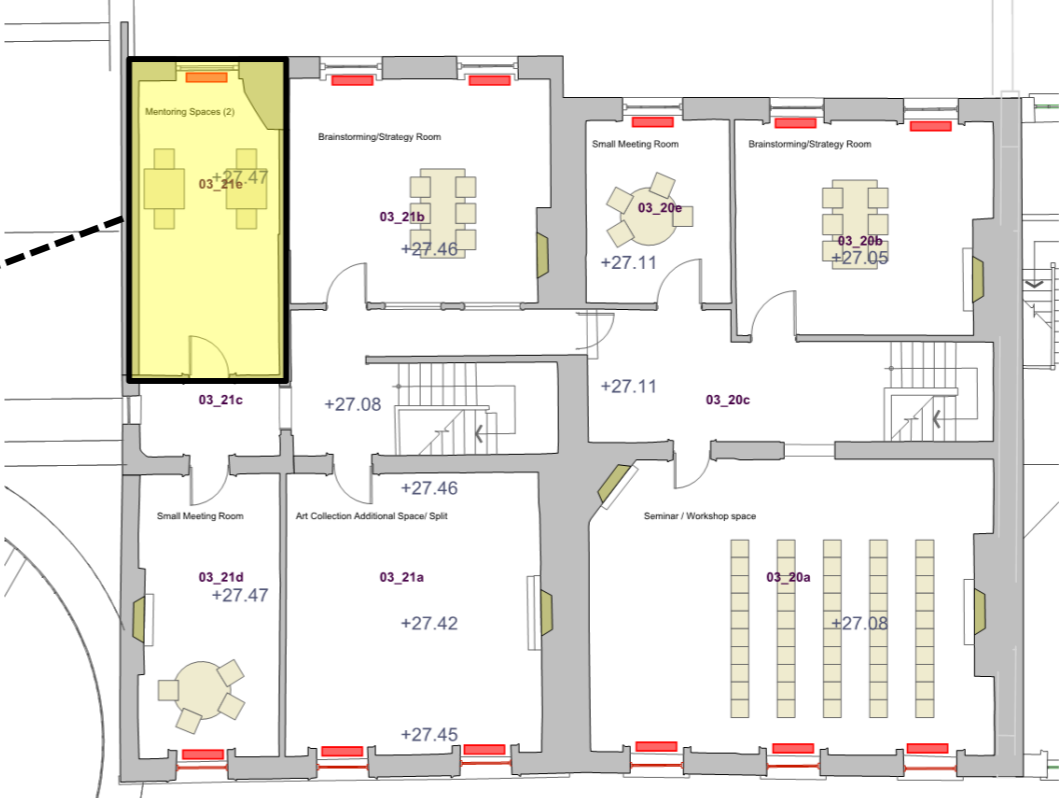 Mentoring Spaces (2)
03_21e
+27.47
Brainstorming/Strategy Room
03_21b
+27.46
Small Meeting Room
03_20e
+27.11
Brainstorming/Strategy Room
03_20b
+27.05
03_21c
+27.08
+27.11
03_20c
Small Meeting Room
03_21d
+27.47
+27.46
Art Collection Additional Space/ Split
03_21a
+27.42
+27.45
Seminar / Workshop space
03_20a
+27.08